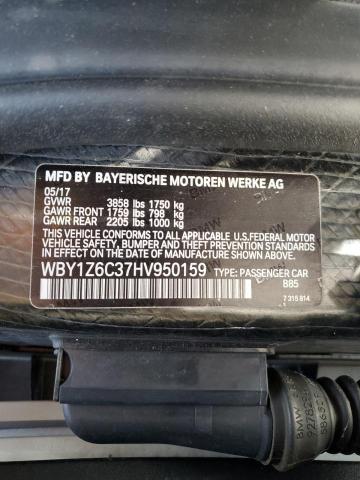 MFD BY BAYERISCHE MOTOREN WERKE AG
05/17
GVWR 3858 lbs 1750 kg
GAWR FRONT 1759 lbs 798 kg
GAWR REAR 2205 lbs 1000 kg
THIS VEHICLE CONFORMS TO ALL APPLICABLE
U.S.FEDERAL MOTOR VEHICLE
SAFETY, BUMPER, AND THEFT PREVENTION
STANDARDS IN EFFECT ON THE DATE OF
MANUFACTURE SHOWN ABOVE.
WBY1Z6C37HV950159 TYPE: PASSENGER CAR
B85
7 315 814
BMW